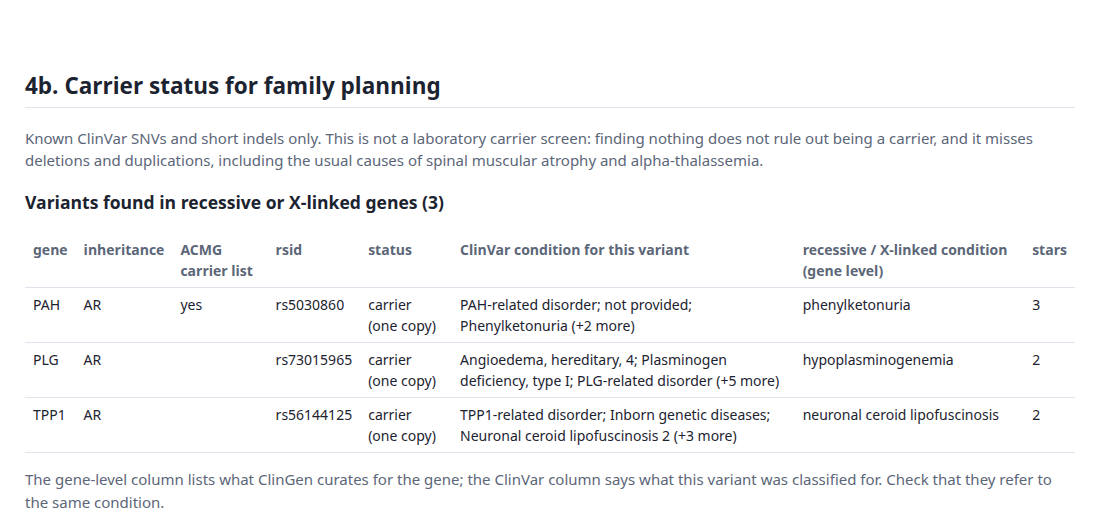 4b. Carrier status for family planning
Known ClinVar SNVs and short indels only. This is not a laboratory carrier screen: finding nothing does not rule out being a carrier, and it misses
deletions and duplications, including the usual causes of spinal muscular atrophy and alpha-thalassemia.
Variants found in recessive or X-linked genes (3)
gene inheritance ACMG carrier list rsid status ClinVar condition for this variant recessive / X-linked condition (gene level) stars
PAH AR yes rs5030860 carrier (one copy) PAH-related disorder; not provided; Phenylketonuria (+2 more) phenylketonuria 3
PLG AR rs73015965 carrier (one copy) Angioedema, hereditary, 4; Plasminogen deficiency, type I; PLG-related disorder (+5 more) hypoplasminogenemia 2
TPP1 AR rs56144125 carrier (one copy) TPP1-related disorder; Inborn genetic diseases; Neuronal ceroid lipofuscinosis 2 (+3 more) neuronal ceroid lipofuscinosis 2
The gene-level column lists what ClinGen curates for the gene; the ClinVar column says what this variant was classified for. Check that they refer to
the same condition.